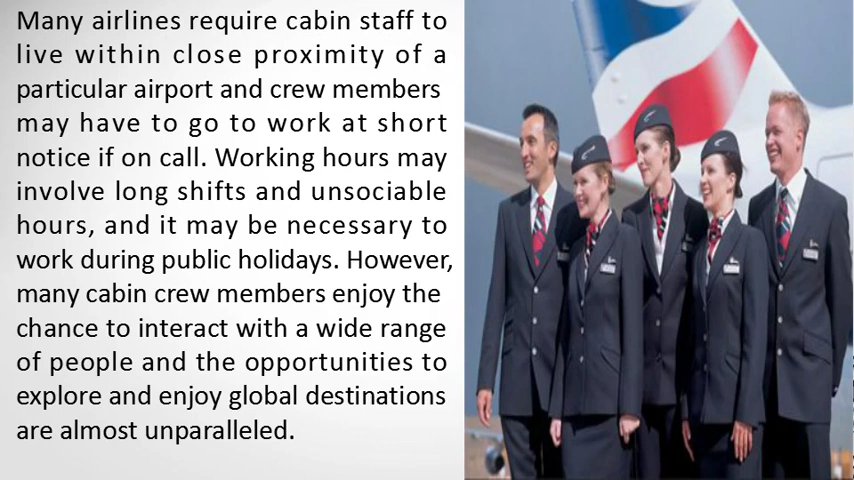 Many airlines require cabin staff to
live within close proximity of a
particular airport and crew members
may have to go to work at short
notice if on call. Working hours may
involve long shifts and unsociable
hours, and it may be necessary to
work during public holidays. However,
many cabin crew members enjoy the
chance to interact with a wide range
of people and the opportunities to
explore and enjoy global destinations
are almost unparalleled.